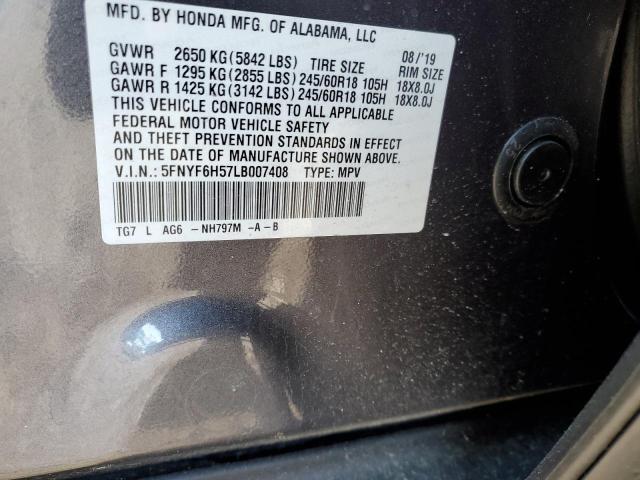 MFD. BY HONDA MFG. OF ALABAMA, LLC
GVWR 2650 KG(5842 LBS) TIRE SIZE 08/'19 RIM SIZE
GAWR F 1295 KG(2855 LBS) 245/60R18 105H 18X8.0J
GAWR R 1425 KG(3142 LBS) 245/60R18 105H 18X8.0J
THIS VEHICLE CONFORMS TO ALL APPLICABLE
FEDERAL MOTOR VEHICLE SAFETY
AND THEFT PREVENTION STANDARDS IN EFFECT
ON THE DATE OF MANUFACTURE SHOWN ABOVE.
V.I.N.: 5FNYF6H57LB007408 TYPE: MPV
TG7 L AG6 -NH797M -A-B